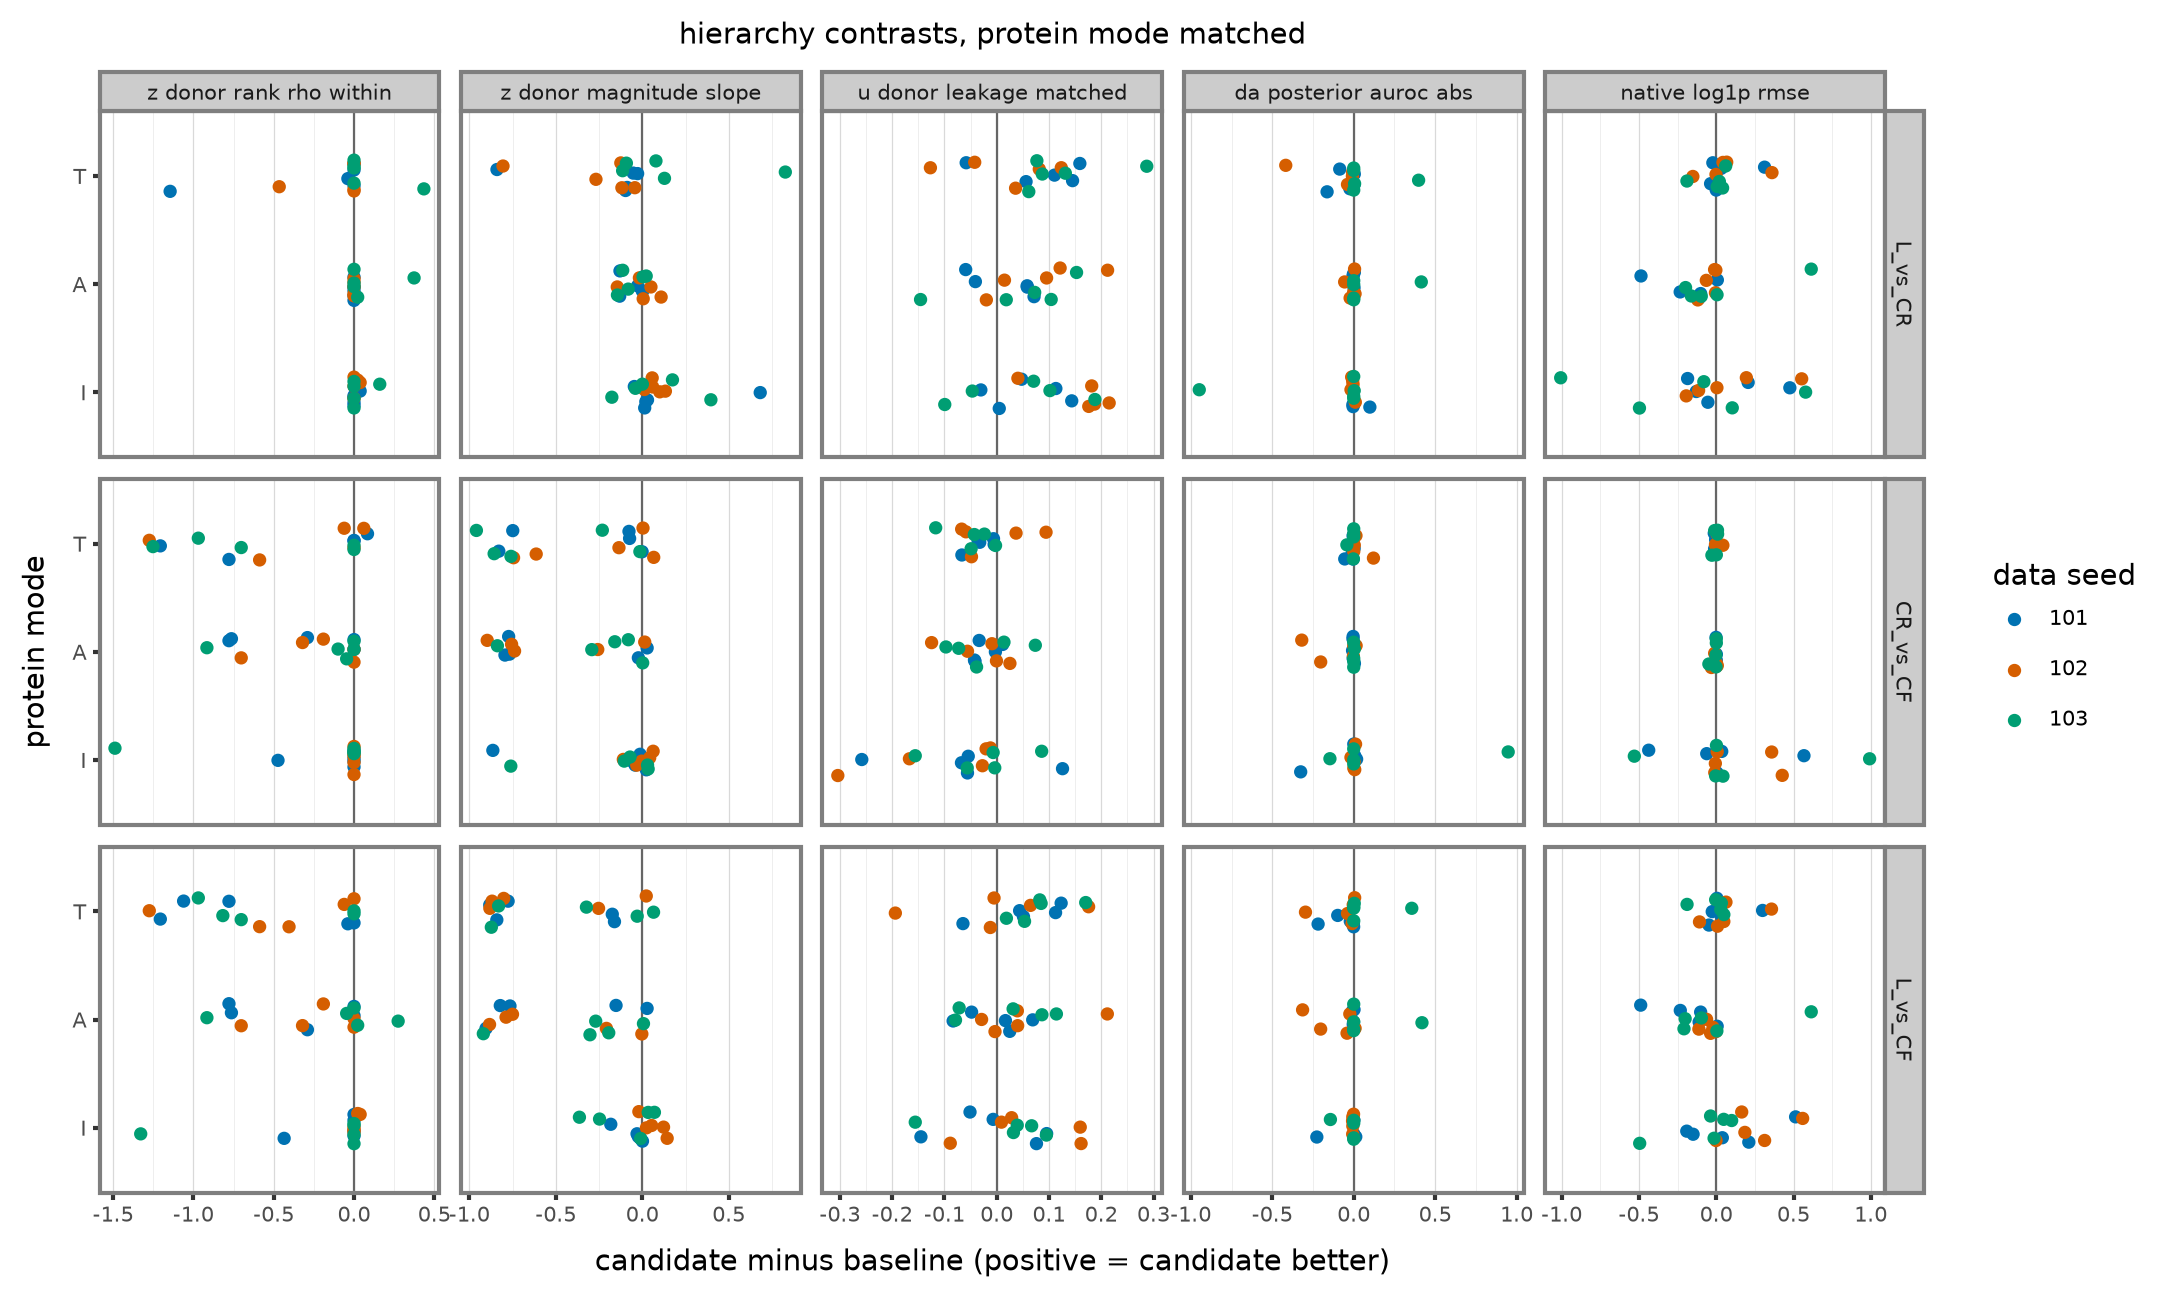 hierarchy contrasts, protein mode matched
z donor rank rho within
z donor magnitude slope
u donor leakage matched
da posterior auroc abs
native log1p rmse
T
A
I
L_vs_CR
T
A
I
CR_vs_CF
T
A
I
L_vs_CF
protein mode
-1.5 -1.0 -0.5 0.0 0.5
-1.0 -0.5 0.0 0.5
-0.3 -0.2 -0.1 0.0 0.1 0.2 0.3
-1.0 -0.5 0.0 0.5 1.0
-1.0 -0.5 0.0 0.5 1.0
candidate minus baseline (positive = candidate better)
data seed
101
102
103